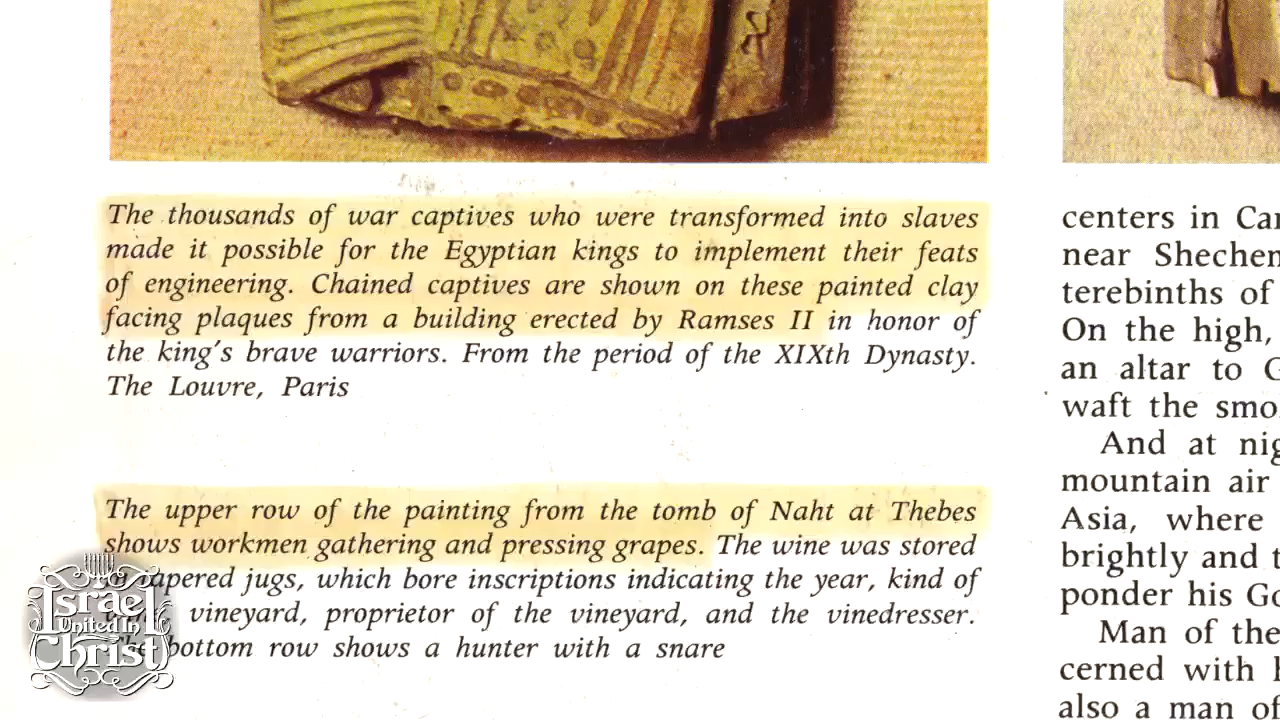 The thousands of war captives who were transformed into slaves
made it possible for the Egyptian kings to implement their feats
of engineering. Chained captives are shown on these painted clay
facing plaques from a building erected by Ramses II in honor of
the king's brave warriors. From the period of the XIXth Dynasty.
The Louvre, Paris
The upper row of the painting from the tomb of Naht at Thebes
shows workmen gathering and pressing grapes. The wine was stored
tapered jugs, which bore inscriptions indicating the year, kind of
vineyard, proprietor of the vineyard, and the vinedresser.
The bottom row shows a hunter with a snare
centers in
near
terebinths of
On the high,
an altar to
waft the
And at
mountain air
Asia, where
brightly and
ponder his
Man of the
cerned with
also a man of
Israel
United In
Christ